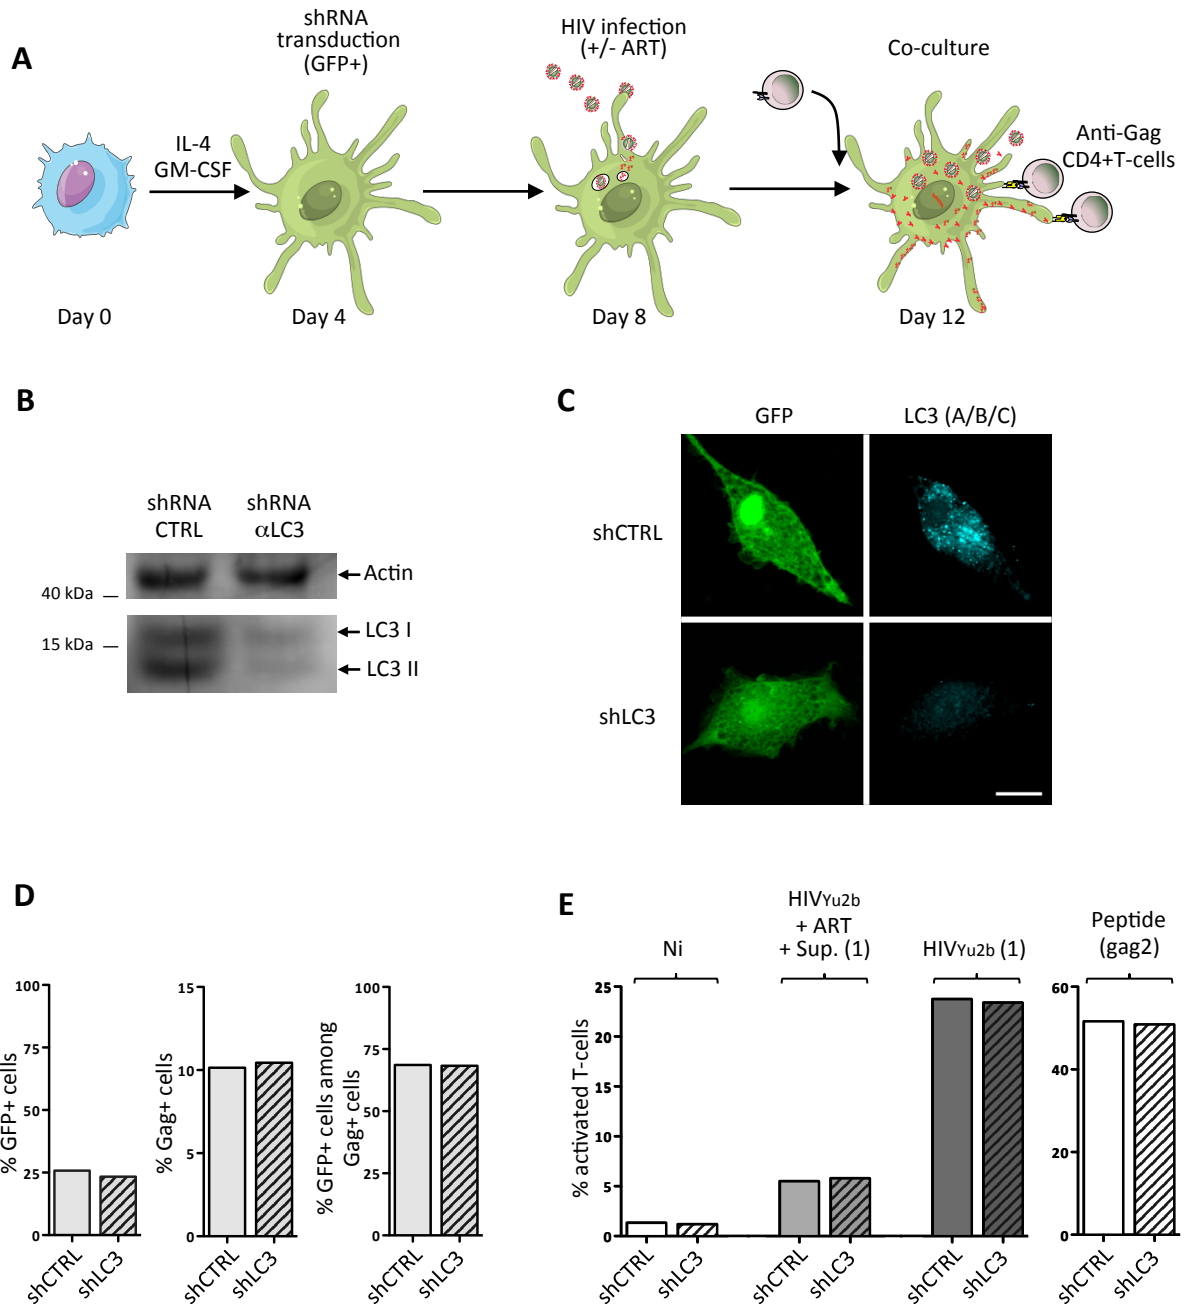 A
shRNA
transduction
(GFP+)
HIV infection
(+/- ART)
Co-culture
IL-4
GM-CSF
Anti-Gag
CD4+T-cells
Day 0
Day 4
Day 8
Day 12
B
shRNA
CTRL
shRNA
αLC3
Actin
40 kDa
LC3 I
15 kDa
LC3 II
C
GFP
LC3 (A/B/C)
shCTRL
shLC3
D
% GFP+ cells
100
75
50
25
0
shCTRL
shLC3
% Gag+ cells
15
10
5
0
shCTRL
shLC3
% GFP+ cells among
Gag+ cells
100
75
50
25
0
shCTRL
shLC3
E
Ni
HIVYu2b
+ ART
+ Sup. (1)
HIVYu2b (1)
Peptide
(gag2)
% activated T-cells
25
20
15
10
5
0
shCTRL
shLC3
shCTRL
shLC3
shCTRL
shLC3
60
40
20
0
shCTRL
shLC3